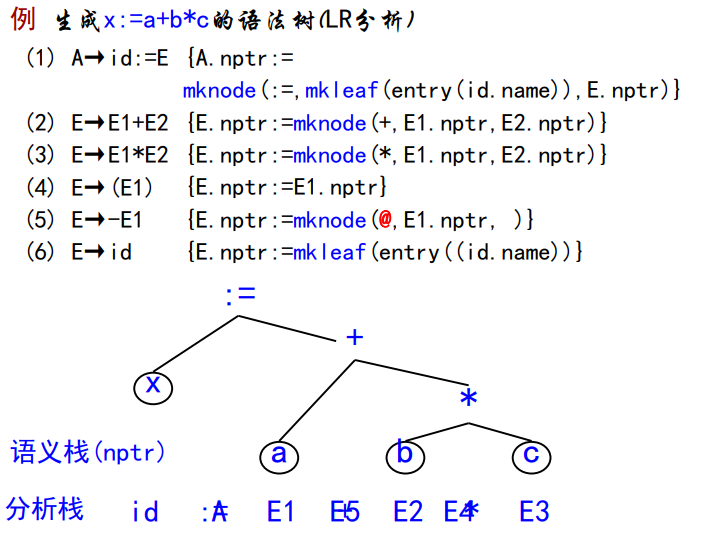 例 生成x:=a+b*c的语法树(LR分析)
(1) A→id:=E {A.nptr:=
mknode(:=,mkleaf(entry(id.name)),E.nptr)}
(2) E→E1+E2 {E.nptr:=mknode(+,E1.nptr,E2.nptr)}
(3) E→E1*E2 {E.nptr:=mknode(*,E1.nptr,E2.nptr)}
(4) E→(E1) {E.nptr:=E1.nptr}
(5) E→-E1 {E.nptr:=mknode(@,E1.nptr, )}
(6) E→id {E.nptr:=mkleaf(entry((id.name))}
:=
+
x
*
语义栈(nptr) a b c
分析栈 id := A E1 E5 + E2 E4 * E3